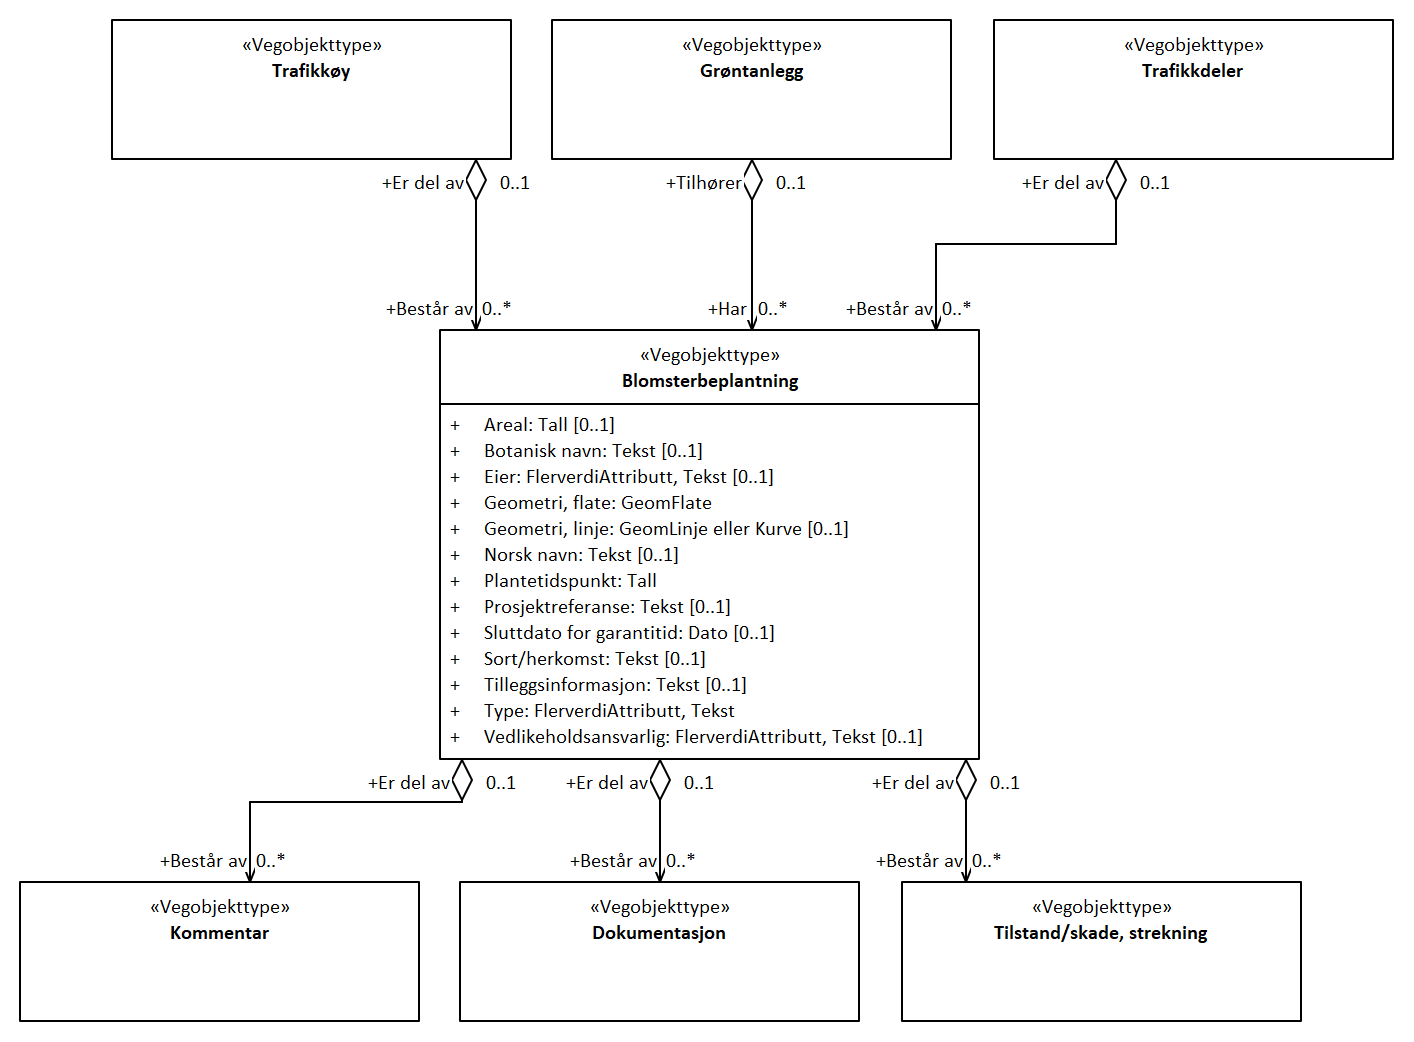 «Vegobjekttype»
Trafikkøy
«Vegobjekttype»
Grøntanlegg
«Vegobjekttype»
Trafikkdeler
+Er del av 0..1
+Tilhører 0..1
+Er del av 0..1
+Består av 0..*
+Har 0..*
+Består av 0..*
«Vegobjekttype»
Blomsterbeplantning
+ Areal: Tall [0..1]
+ Botanisk navn: Tekst [0..1]
+ Eier: FlerverdiAttributt, Tekst [0..1]
+ Geometri, flate: GeomFlate
+ Geometri, linje: GeomLinje eller Kurve [0..1]
+ Norsk navn: Tekst [0..1]
+ Plantetidspunkt: Tall
+ Prosjektreferanse: Tekst [0..1]
+ Sluttdato for garantitid: Dato [0..1]
+ Sort/herkomst: Tekst [0..1]
+ Tilleggsinformasjon: Tekst [0..1]
+ Type: FlerverdiAttributt, Tekst
+ Vedlikeholdsansvarlig: FlerverdiAttributt, Tekst [0..1]
+Er del av 0..1
+Er del av 0..1
+Er del av 0..1
+Består av 0..*
+Består av 0..*
+Består av 0..*
«Vegobjekttype»
Kommentar
«Vegobjekttype»
Dokumentasjon
«Vegobjekttype»
Tilstand/skade, strekning